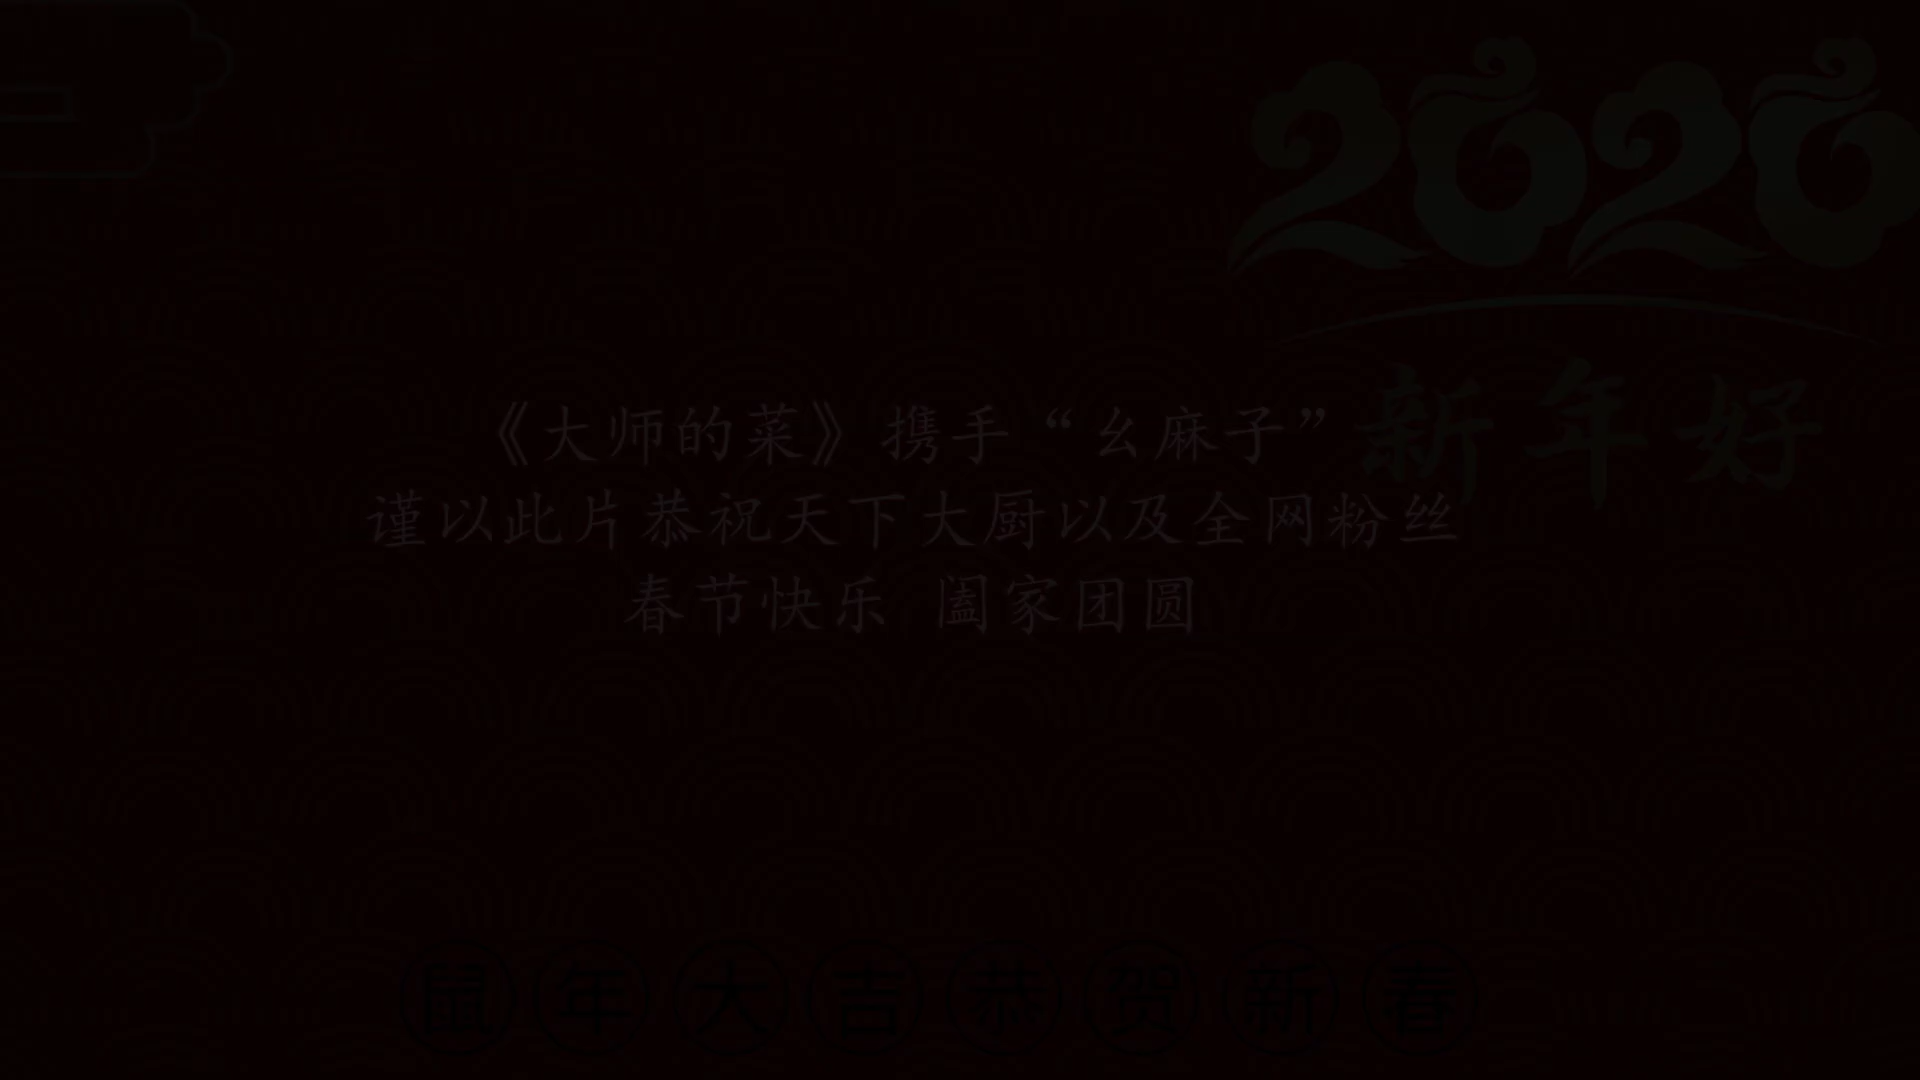 2020
新年好
《大师的菜》携手“幺麻子”
谨以此片恭祝天下大厨以及全网粉丝
春节快乐 阖家团圆
鼠年大吉恭贺新春